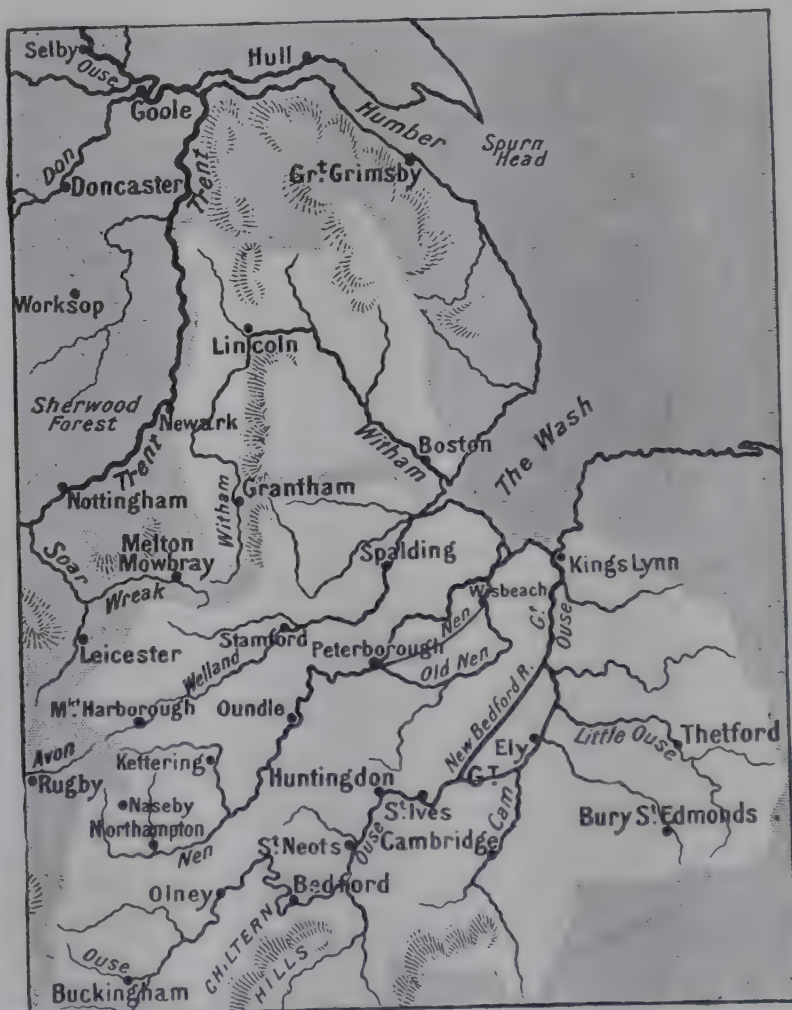 Selby
Ouse
Hull
Goole
Humber
Spurn
Head
Don
Doncaster
Trent
Grt. Grimsby
Worksop
Lincoln
Sherwood
Forest
Newark
Trent
Witham
Boston
The Wash
Nottingham
Witham
Grantham
Melton
Mowbray
Soar
Wreak
Spalding
Kings Lynn
Wisbeach
Gt. Ouse
Leicester
Stamford
Peterborough
Nen
Old Nen
Welland
Mkt. Harborough
Oundle
New Bedford R.
Avon
Rugby
Kettering
Ely
Little Ouse
Thetford
Huntingdon
GT.
Naseby
Northampton
St. Ives
Cam
Bury St. Edmonds
Nen
St. Neots
Ouse
Cambridge
Olney
Bedford
Ouse
CHILTERN
HILLS
Buckingham